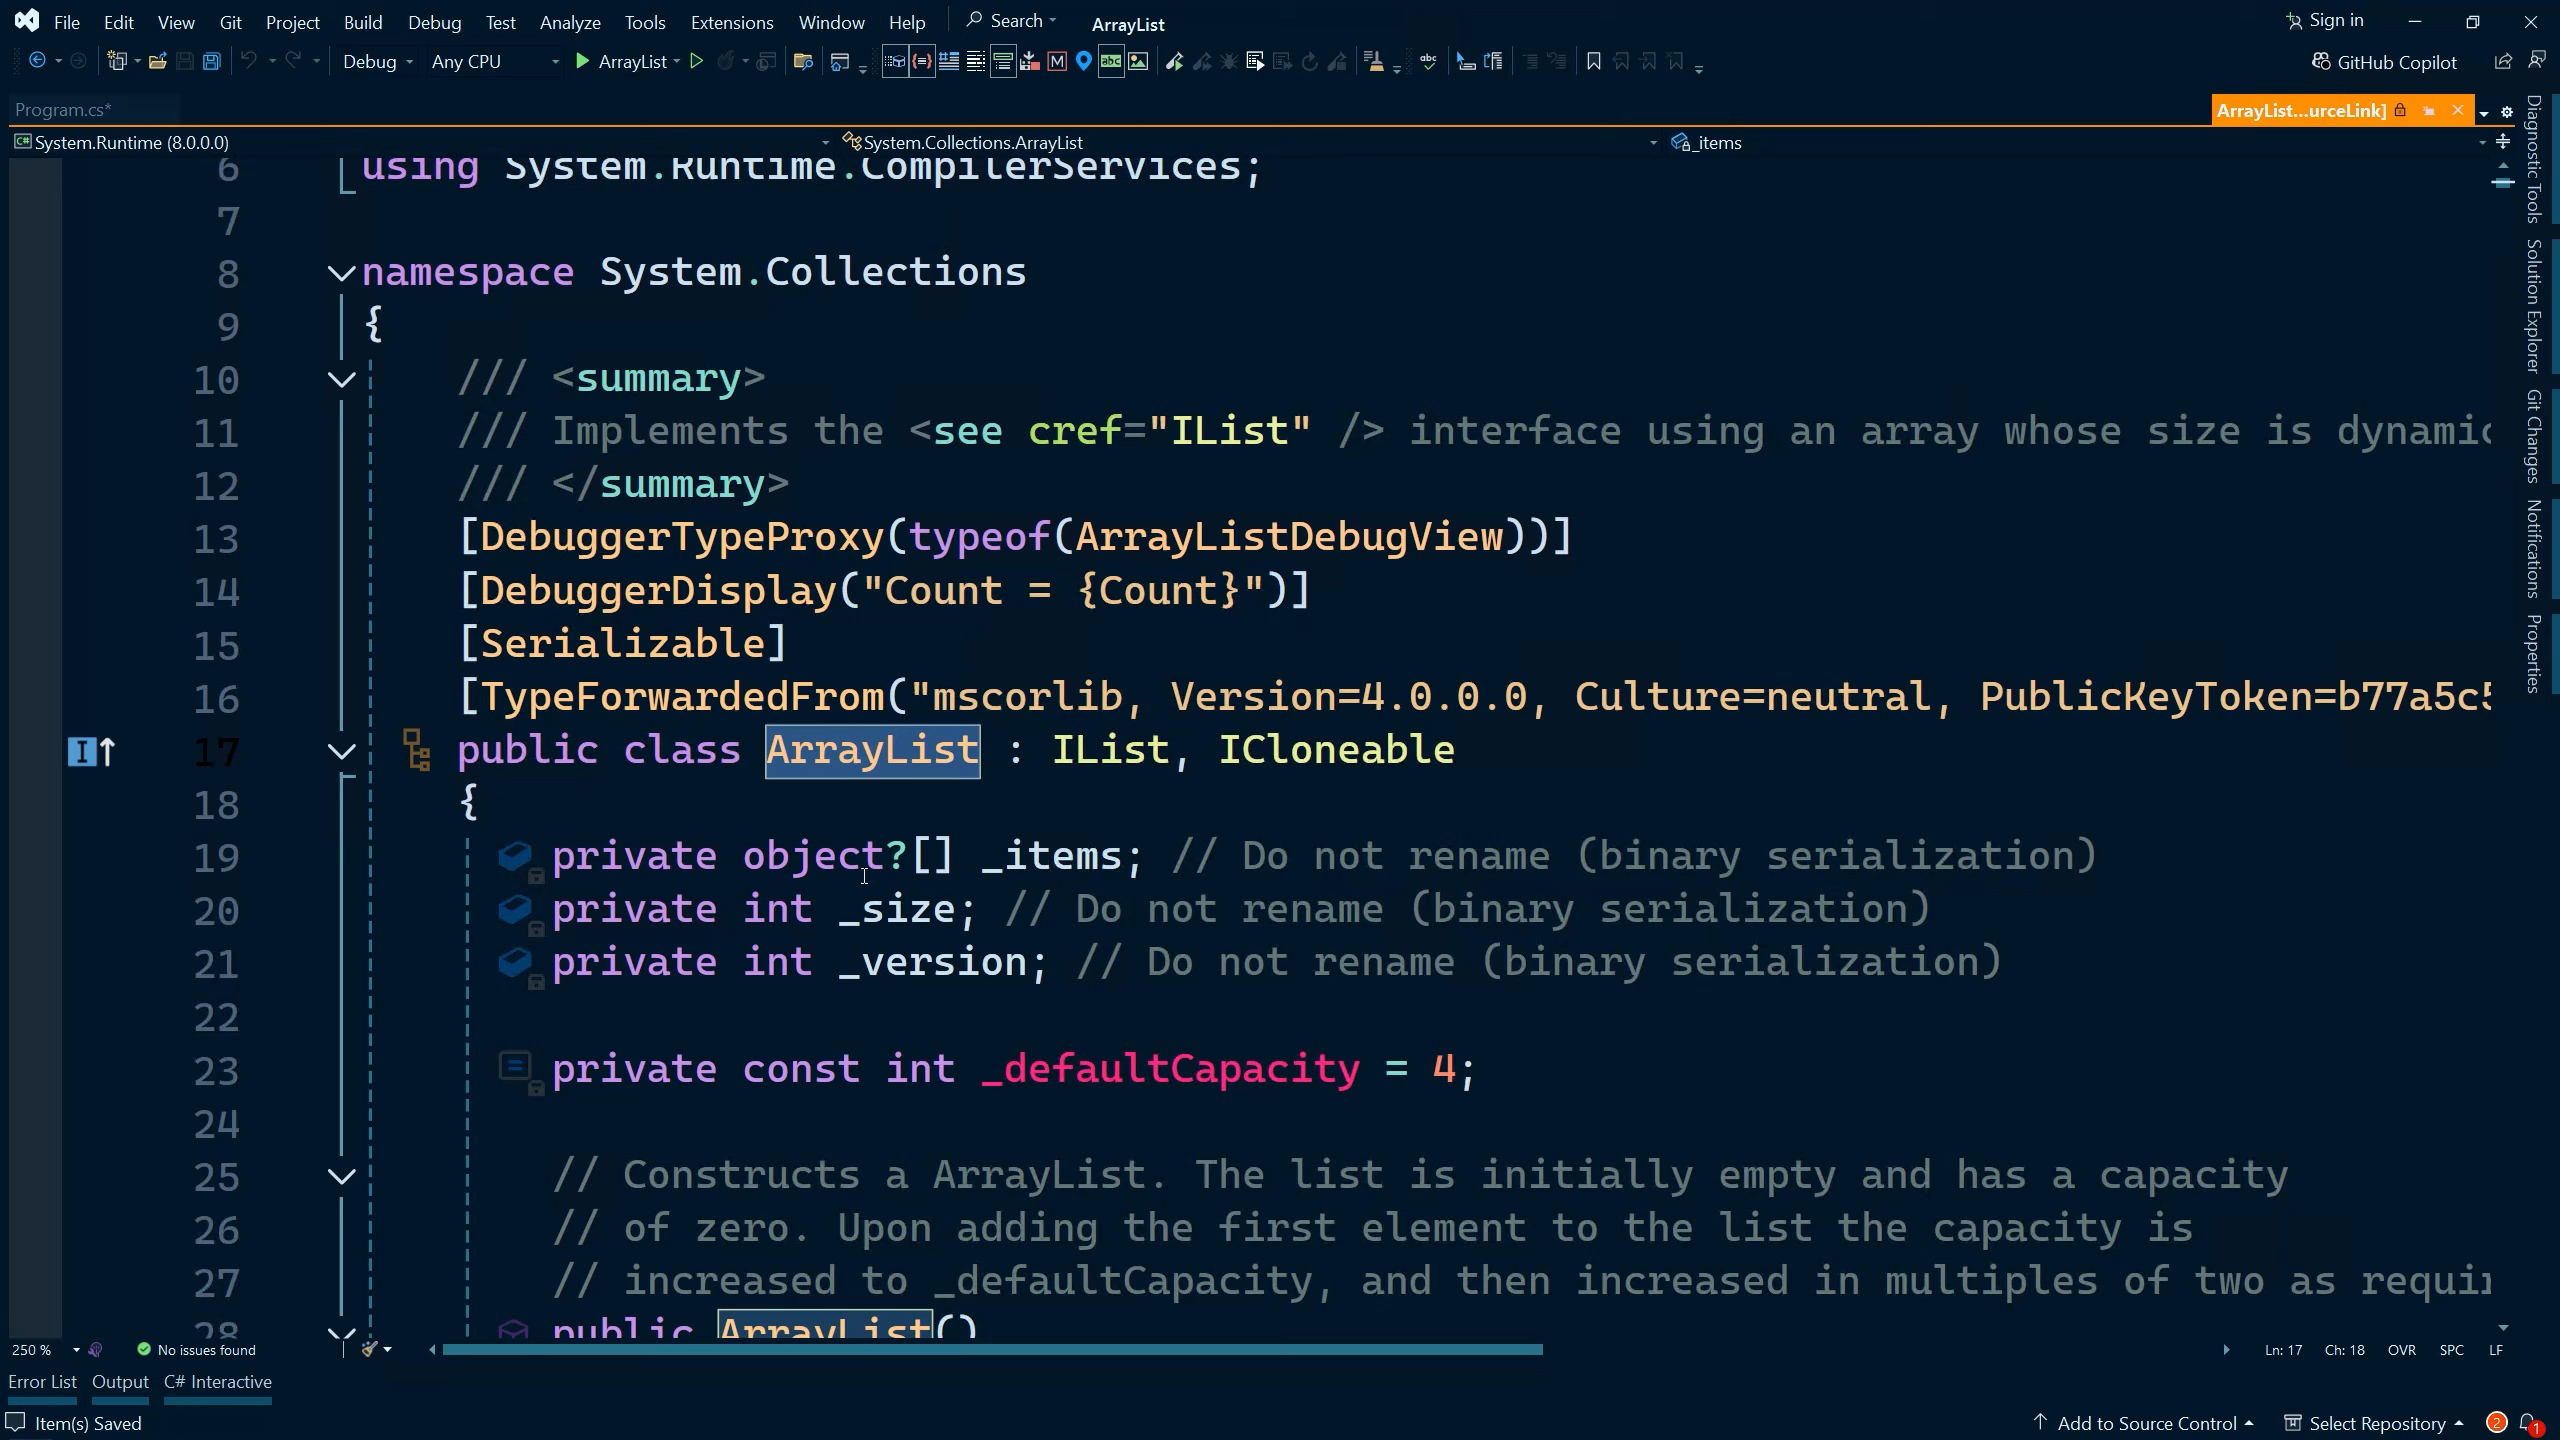 File Edit View Git Project Build Debug Test Analyze Tools Extensions Window Help Search ArrayList Sign in
Debug Any CPU ArrayList GitHub Copilot
Program.cs* ArrayList...urceLink]
System.Runtime (8.0.0.0) System.Collections.ArrayList _items
6 using System.Runtime.CompilerServices;
7
8 namespace System.Collections
9 {
10 /// <summary>
11 /// Implements the <see cref="IList" /> interface using an array whose size is dynamic
12 /// </summary>
13 [DebuggerTypeProxy(typeof(ArrayListDebugView))]
14 [DebuggerDisplay("Count = {Count}")]
15 [Serializable]
16 [TypeForwardedFrom("mscorlib, Version=4.0.0.0, Culture=neutral, PublicKeyToken=b77a5c5
17 public class ArrayList : IList, ICloneable
18 {
19 private object?[] _items; // Do not rename (binary serialization)
20 private int _size; // Do not rename (binary serialization)
21 private int _version; // Do not rename (binary serialization)
22
23 private const int _defaultCapacity = 4;
24
25 // Constructs a ArrayList. The list is initially empty and has a capacity
26 // of zero. Upon adding the first element to the list the capacity is
27 // increased to _defaultCapacity, and then increased in multiples of two as requi
28 public ArrayList()
Diagnostic Tools
Solution Explorer
Git Changes
Notifications
Properties
250 % No issues found Ln: 17 Ch: 18 OVR SPC LF
Error List Output C# Interactive
Item(s) Saved Add to Source Control Select Repository 2 1